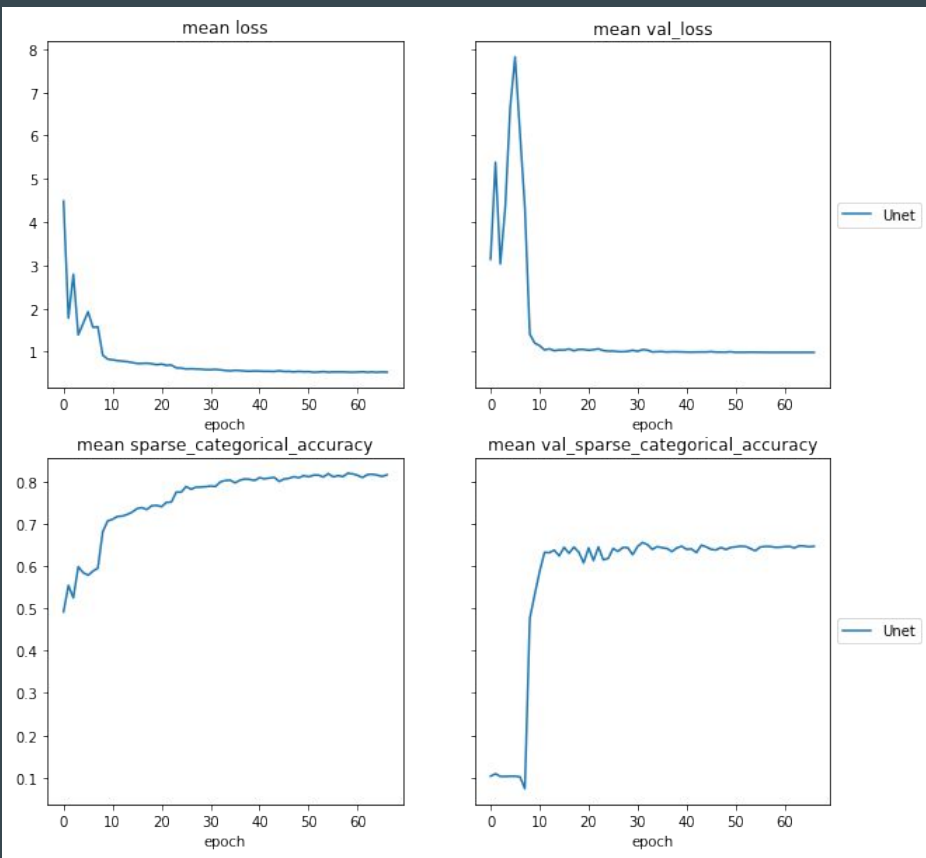 mean loss
8
7
6
5
4
3
2
1
0 10 20 30 40 50 60
epoch
mean val_loss
0 10 20 30 40 50 60
epoch
Unet
mean sparse_categorical_accuracy
0.8
0.7
0.6
0.5
0.4
0.3
0.2
0.1
0 10 20 30 40 50 60
epoch
mean val_sparse_categorical_accuracy
0 10 20 30 40 50 60
epoch
Unet